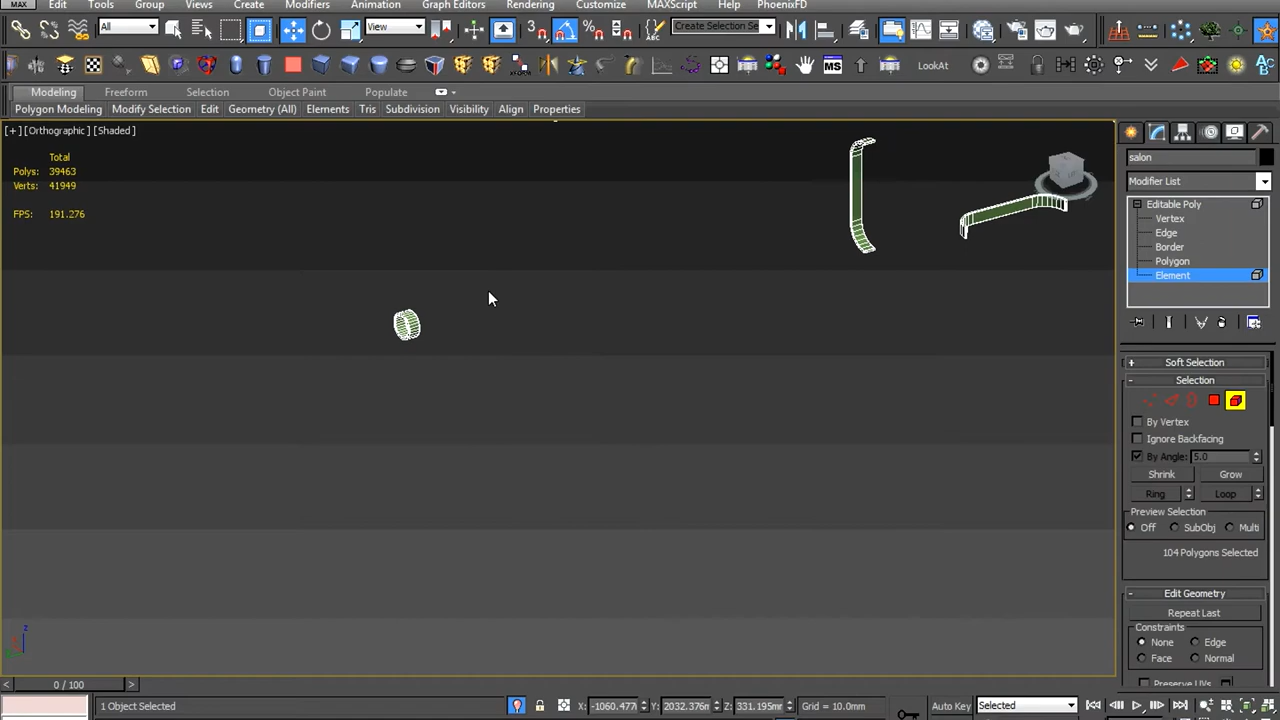 MAX Edit Tools Group Views Create Modifiers Animation Graph Editors Rendering Customize MAXScript Help PhoenixFD
All View 3 Create Selection Se
MS LookAt
Modeling Freeform Selection Object Paint Populate
Polygon Modeling Modify Selection Edit Geometry (All) Elements Tris Subdivision Visibility Align Properties
[+][Orthographic][Shaded]
Total
Polys: 39463
Verts: 41949
FPS: 191.276
salon
Modifier List
Editable Poly
Vertex
Edge
Border
Polygon
Element
+ Soft Selection
- Selection
By Vertex
Ignore Backfacing
By Angle: 5.0
Shrink Grow
Ring Loop
Preview Selection
Off SubObj Multi
104 Polygons Selected
- Edit Geometry
Repeat Last
Constraints
None Edge
Face Normal
Preserve UVs
z
< 0 / 100 >
1 Object Selected X: -1060.477 Y: 2032.376m Z: 331.195mm Grid = 10.0mm Auto Key Selected